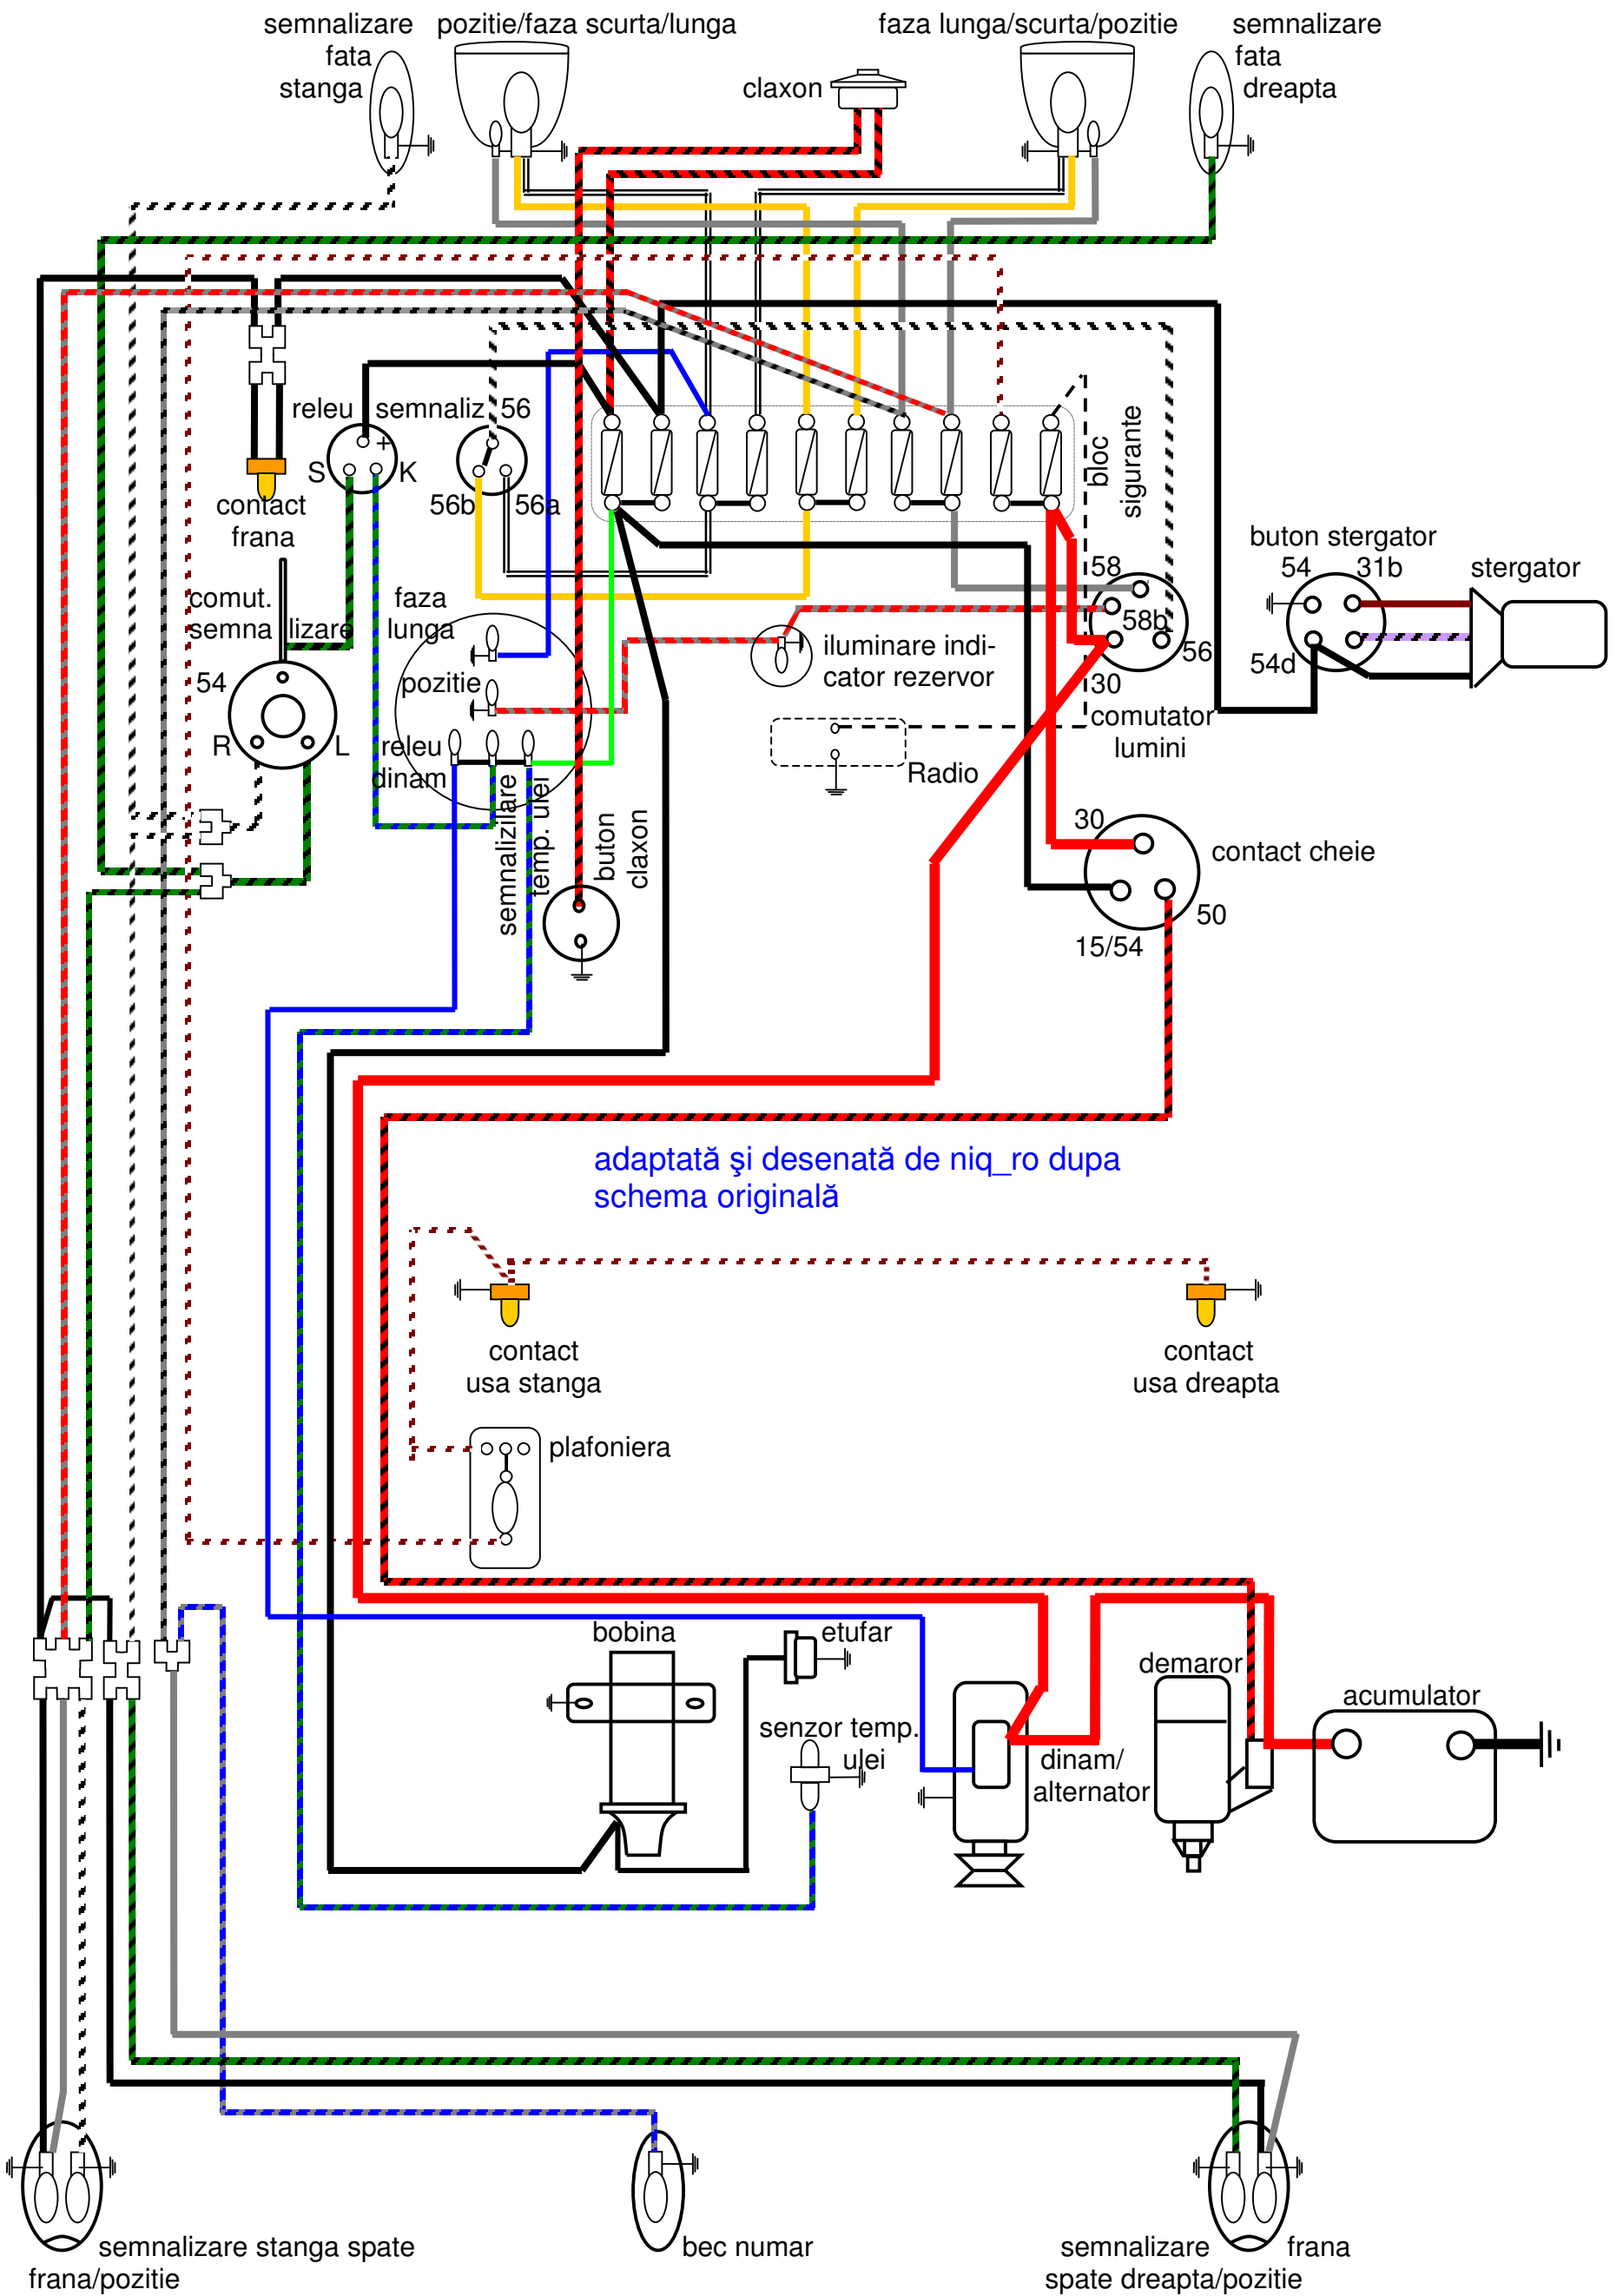 semnalizare
fata
stanga
pozitie/faza scurta/lunga
claxon
faza lunga/scurta/pozitie
semnalizare
fata
dreapta
releu semnaliz
+
S
K
56
56b
56a
contact
frana
bloc
sigurante
comut.
semna lizare
54
R
L
faza
lunga
pozitie
releu
dinam
semnalizilare
temp. ulei
buton
claxon
iluminare indi-
cator rezervor
Radio
58
58b
56
30
comutator
lumini
buton stergator
54
31b
54d
stergator
30
contact cheie
50
15/54
adaptată şi desenată de niq_ro dupa
schema originală
contact
usa stanga
contact
usa dreapta
plafoniera
bobina
etufar
senzor temp.
ulei
dinam/
alternator
demaror
acumulator
semnalizare stanga spate
frana/pozitie
bec numar
semnalizare
frana
spate dreapta/pozitie